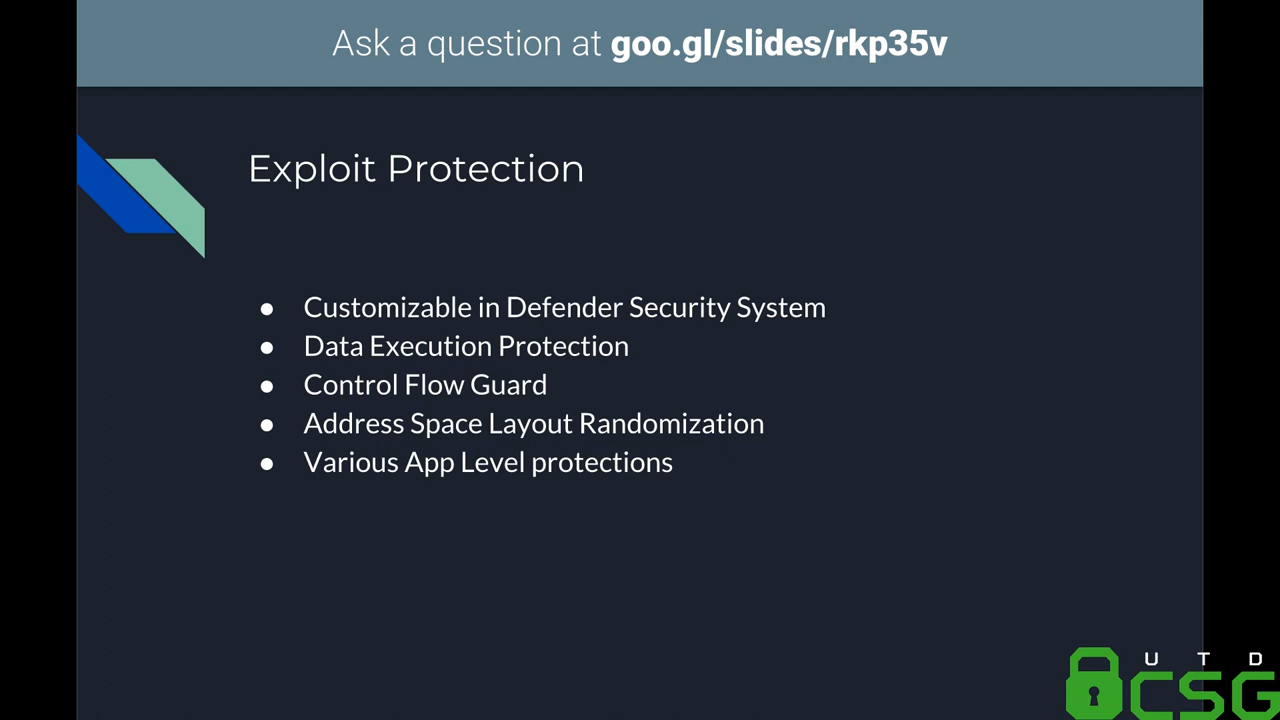 Ask a question at goo.gl/slides/rkp35v
Exploit Protection
● Customizable in Defender Security System
● Data Execution Protection
● Control Flow Guard
● Address Space Layout Randomization
● Various App Level protections
U T D
CSG